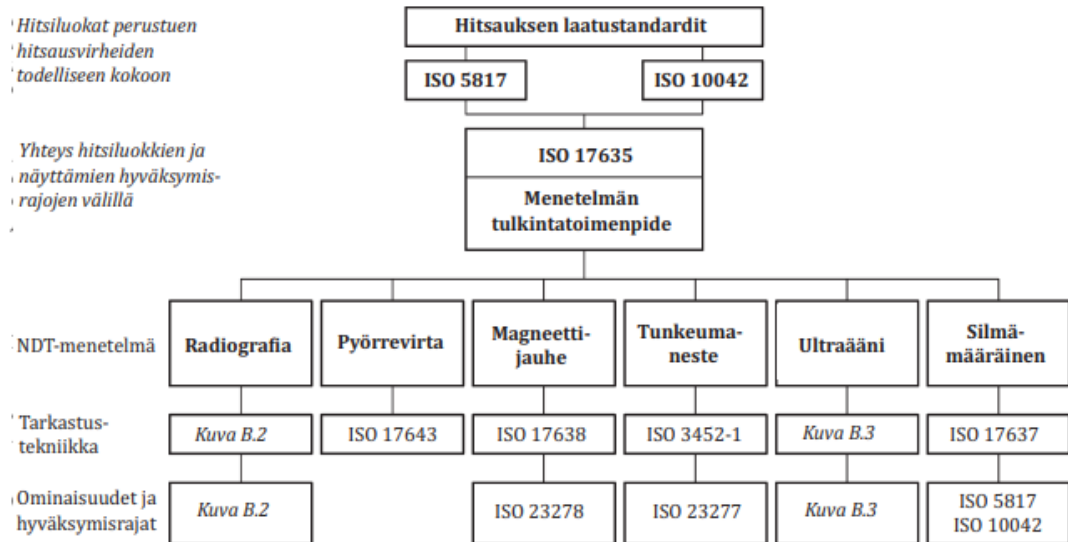 Hitsiluokat perustuen
hitsausvirheiden
todelliseen kokoon
Hitsauksen laatustandardit
ISO 5817
ISO 10042
Yhteys hitsiluokkien ja
näyttämien hyväksymis-
rajojen välillä
ISO 17635
Menetelmän
tulkintatoimenpide
NDT-menetelmä
Radiografia
Pyörrevirta
Magneetti-
jauhe
Tunkeuma-
neste
Ultraääni
Silmä-
määräinen
Tarkastus-
tekniikka
Kuva B.2
ISO 17643
ISO 17638
ISO 3452-1
Kuva B.3
ISO 17637
Ominaisuudet ja
hyväksymisrajat
Kuva B.2
ISO 23278
ISO 23277
Kuva B.3
ISO 5817
ISO 10042